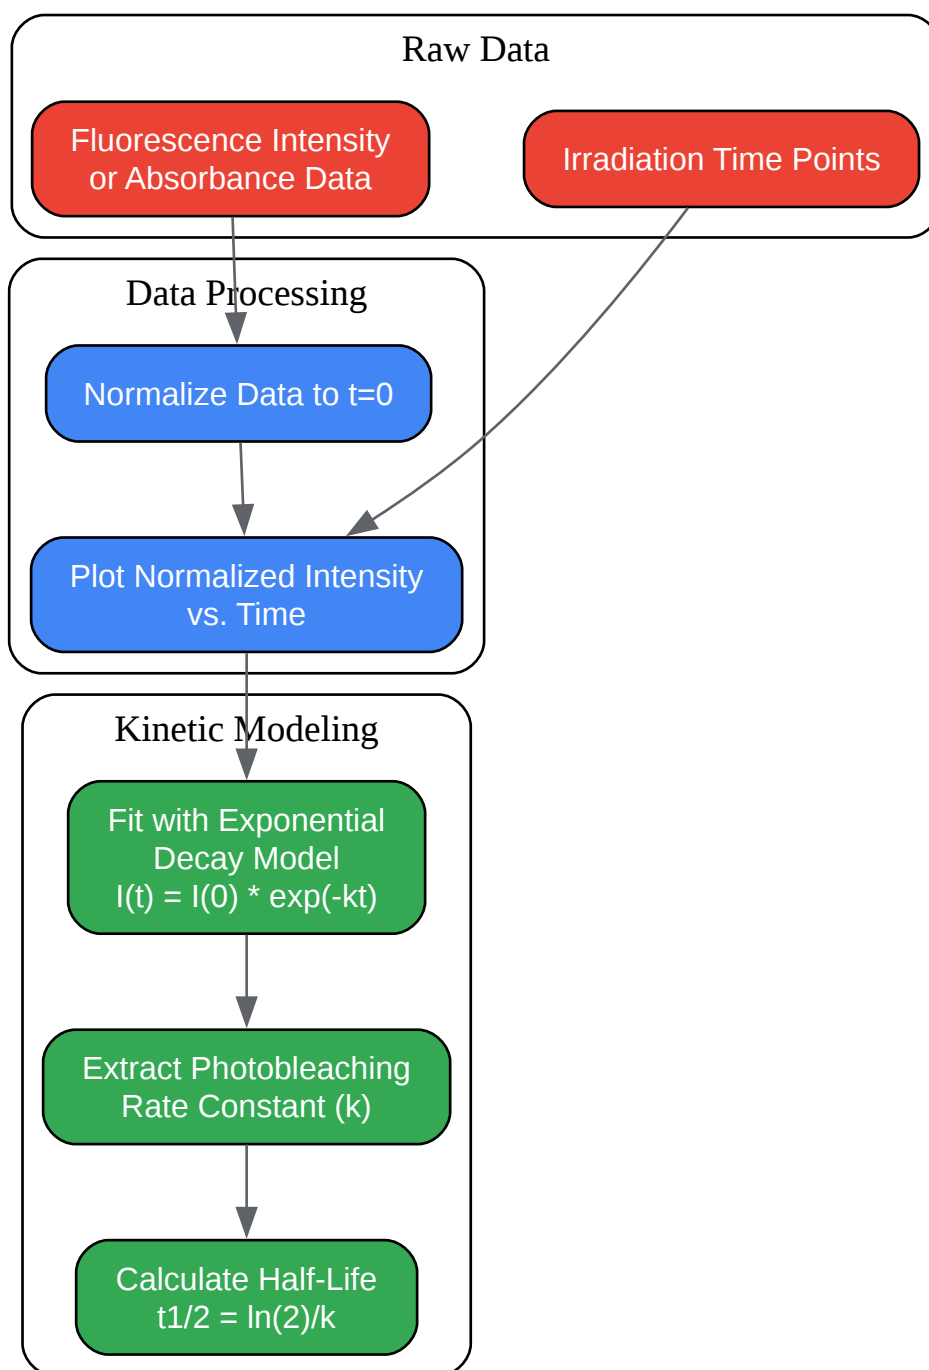 Raw Data
Fluorescence Intensity
or Absorbance Data
Irradiation Time Points
Data Processing
Normalize Data to t=0
Plot Normalized Intensity
vs. Time
Kinetic Modeling
Fit with Exponential
Decay Model
I(t) = I(0) * exp(-kt)
Extract Photobleaching
Rate Constant (k)
Calculate Half-Life
t1/2 = ln(2)/k